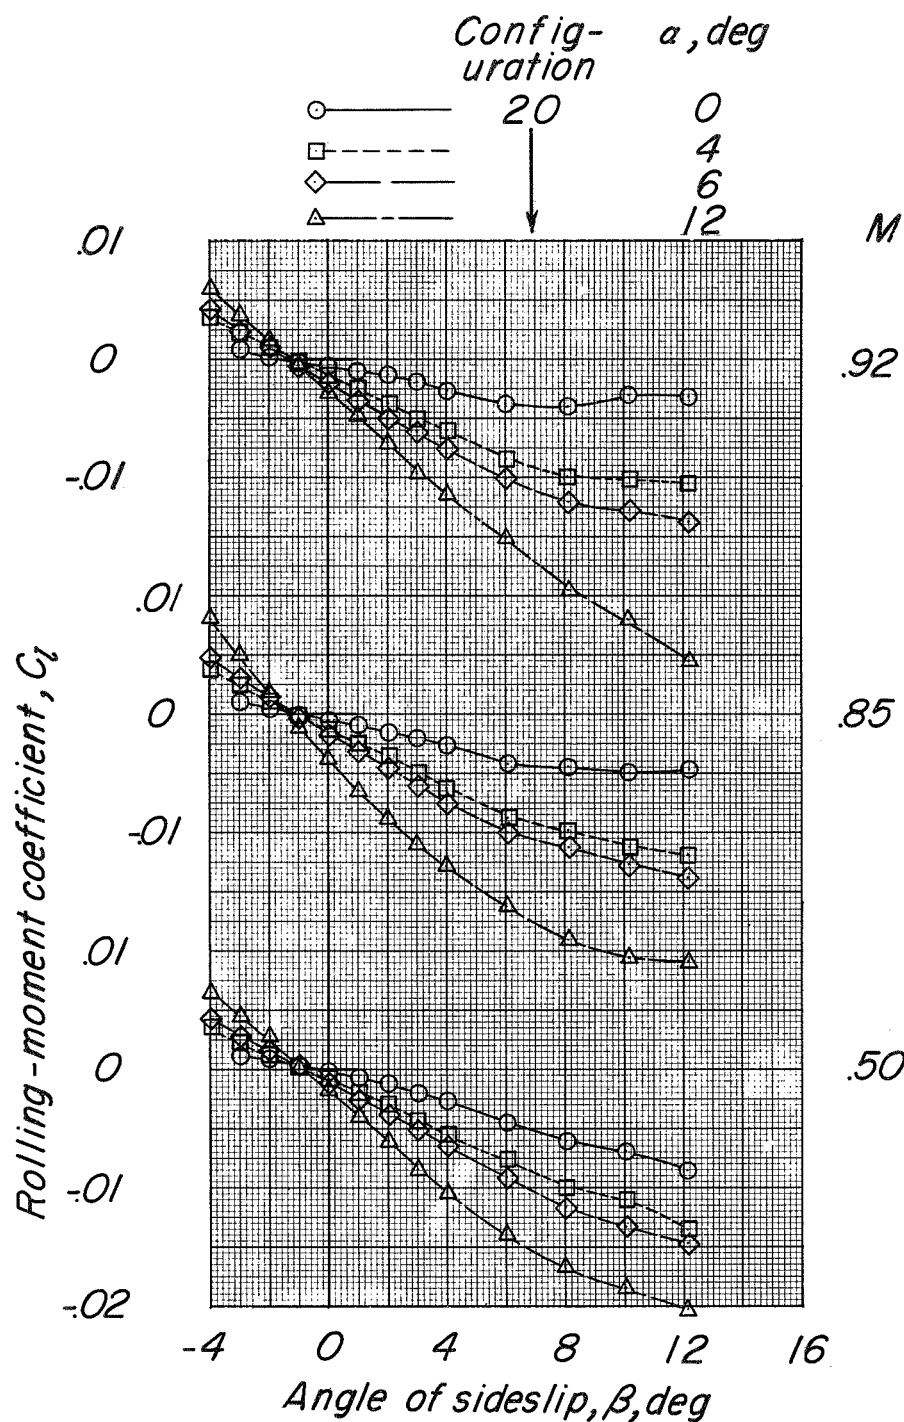 Config-
uration
α, deg
20 0
4
6
12
M
.01
0
-.01
.92
.01
0
-.01
.85
.01
0
-.01
-.02
.50
Rolling-moment coefficient, Cl
-4 0 4 8 12 16
Angle of sideslip, β, deg